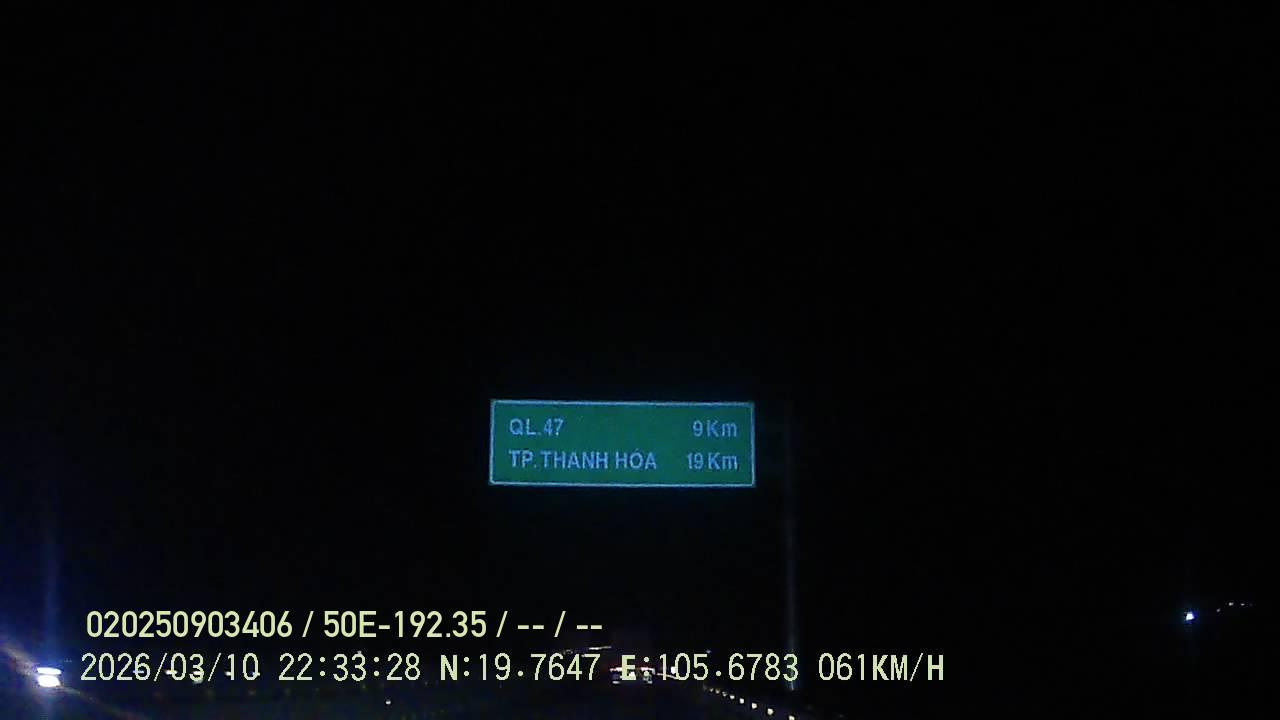 QL.47 9Km
TP.THANH HÓA 19Km
020250903406 / 50E-192.35 / -- / --
2026/03/10 22:33:28 N:19.7647 E:105.6783 061KM/H